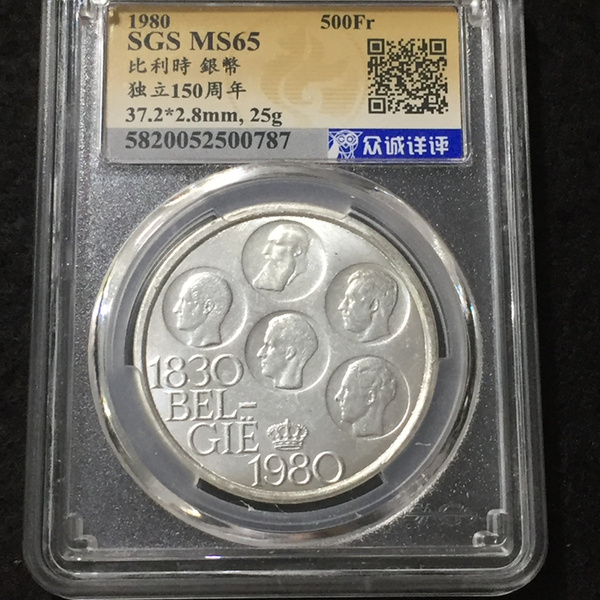 1980 500Fr
SGS MS65
比利時 銀幣
独立150周年
37.2*2.8mm, 25g
5820052500787 众诚详评
1830
BEL-
GIË
1980